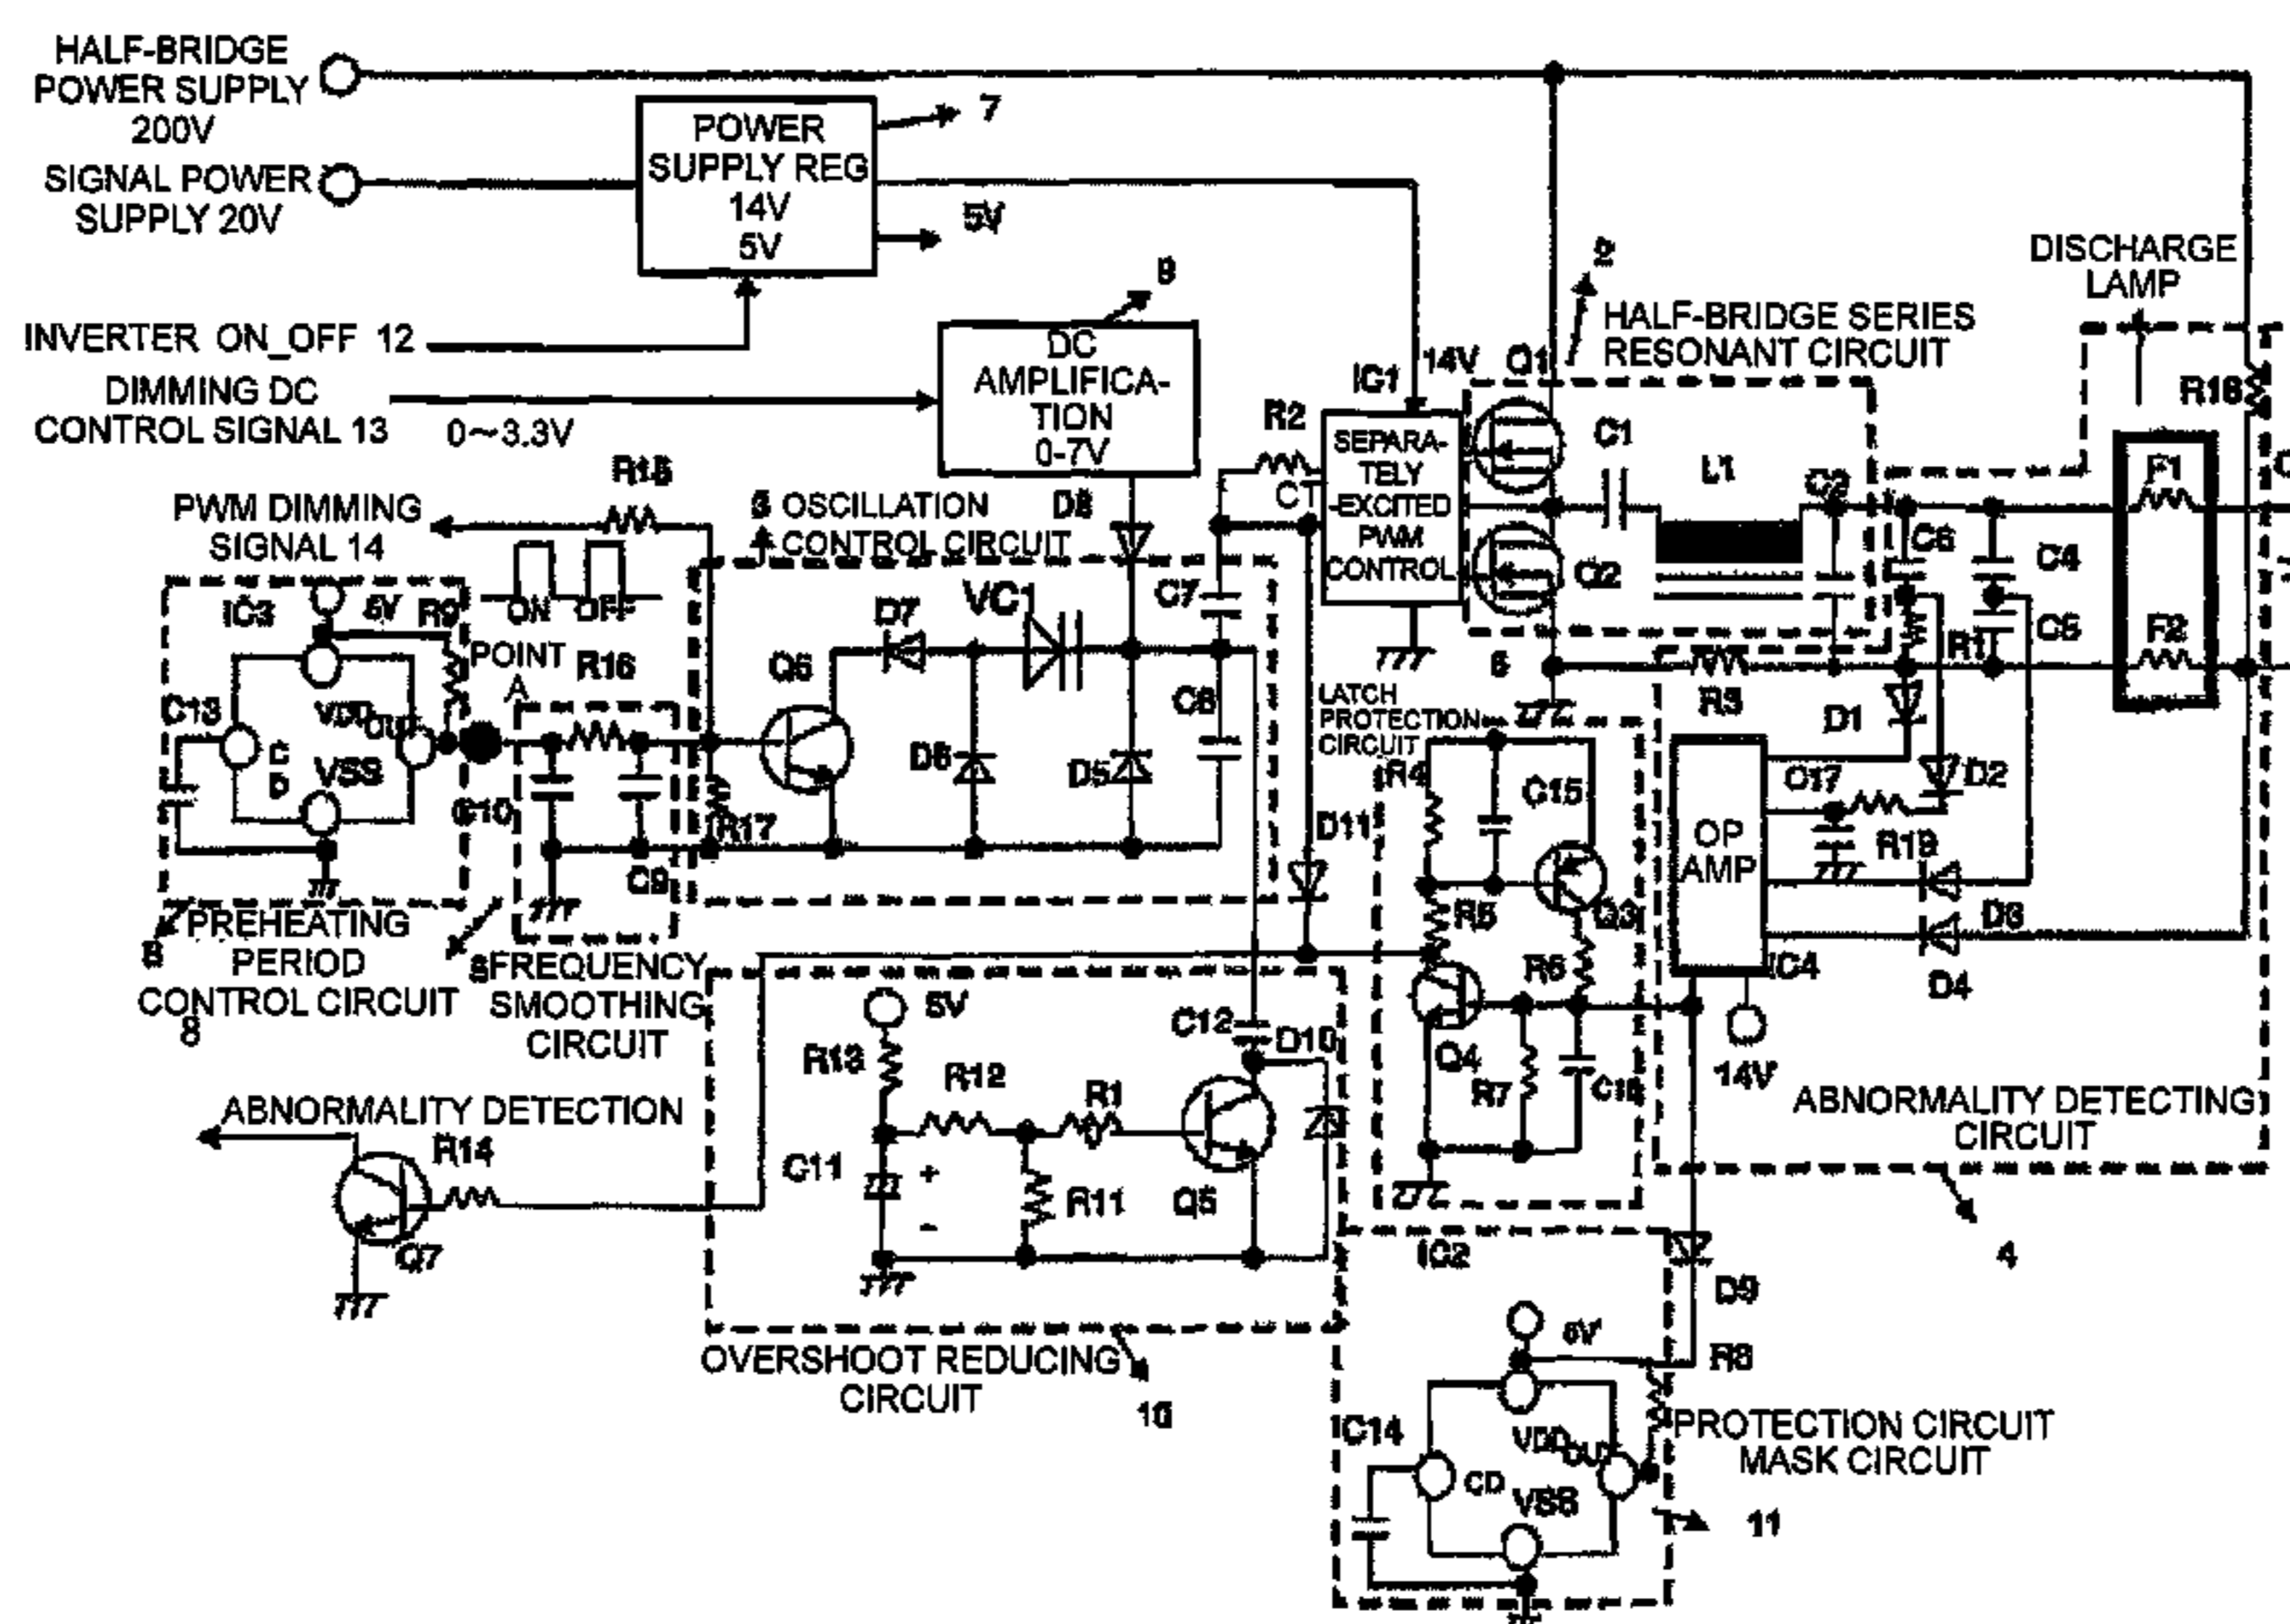 HALF-BRIDGE
POWER SUPPLY
200V
SIGNAL POWER
SUPPLY 20V
POWER
SUPPLY REG
14V
5V
7
5V
INVERTER ON_OFF 12
DIMMING DC
CONTROL SIGNAL 13
0~3.3V
9
DC
AMPLIFICA-
TION
0-7V
2
HALF-BRIDGE SERIES
RESONANT CIRCUIT
DISCHARGE
LAMP
R18
14V
Q1
IC1
R2
CT
SEPARA-
TELY
-EXCITED
PWM
CONTROL
C1
L1
C3
Q2
C6
C4
C5
R1
F1
F2
PWM DIMMING
SIGNAL 14
R15
ON
OFF
OSCILLATION
CONTROL CIRCUIT
D8
IC3
5V
R9
POINT
A
R16
C13
VDD
OUT
C
D
VSS
C10
C9
R17
Q6
D7
VC1
D6
D5
C7
C8
D11
PREHEATING
PERIOD
CONTROL CIRCUIT
8
FREQUENCY
SMOOTHING
CIRCUIT
LATCH
PROTECTION
CIRCUIT
R4
C15
R5
Q3
R6
Q4
R7
R3
D1
C17
D2
R19
OP
AMP
D3
D4
IC4
14V
ABNORMALITY DETECTING
CIRCUIT
4
5V
R13
R12
R1
C11
+
-
R11
Q5
C12
D10
ABNORMALITY DETECTION
R14
Q7
OVERSHOOT REDUCING
CIRCUIT
10
IC2
D9
5V
R8
C14
VDD
OUT
CD
VSS
PROTECTION CIRCUIT
MASK CIRCUIT
11